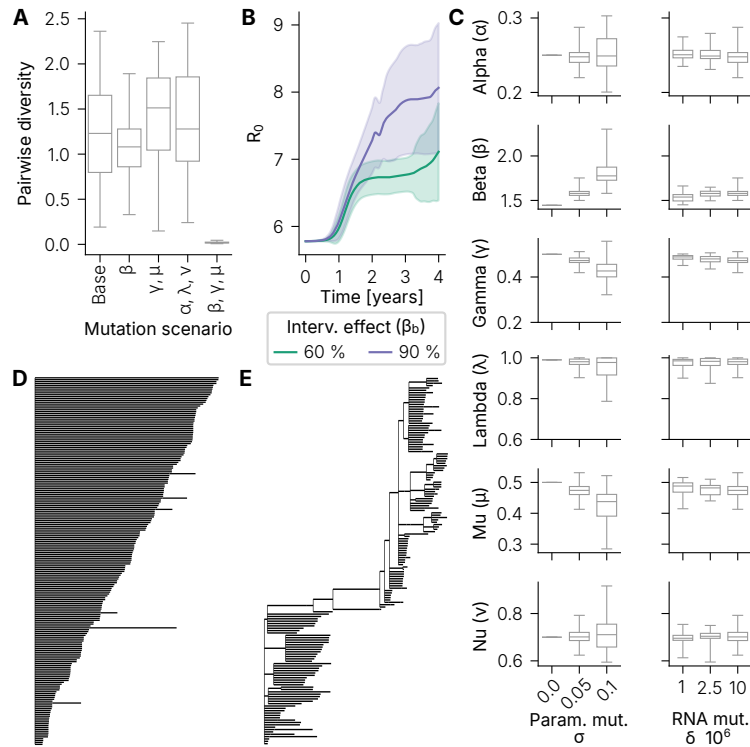 A
Pairwise diversity
2.5
2.0
1.5
1.0
0.5
0.0
Base
β
γ, μ
α, λ, ν
β, γ, μ
Mutation scenario
B
R0
9
8
7
6
0 1 2 3 4
Time [years]
Interv. effect (βb)
60 % 90 %
C
Alpha (α)
0.3
0.2
Beta (β)
2.0
1.5
Gamma (γ)
0.4
0.2
Lambda (λ)
1.0
0.8
0.6
Mu (μ)
0.5
0.4
0.3
Nu (ν)
0.8
0.6
0.0 0.05 0.1
Param. mut.
σ
1 2.5 10
RNA mut.
δ 10⁶
D
E